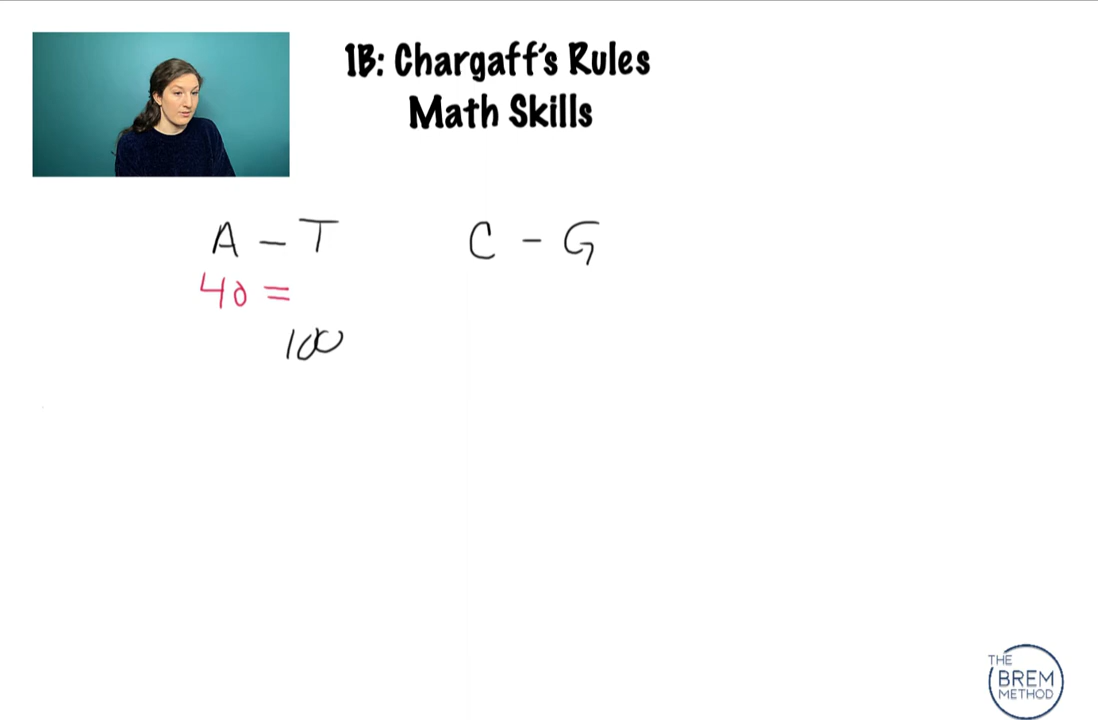 1B: Chargaff's Rules
Math Skills
A – T C – G
40 =
100
THE
BREM
METHOD